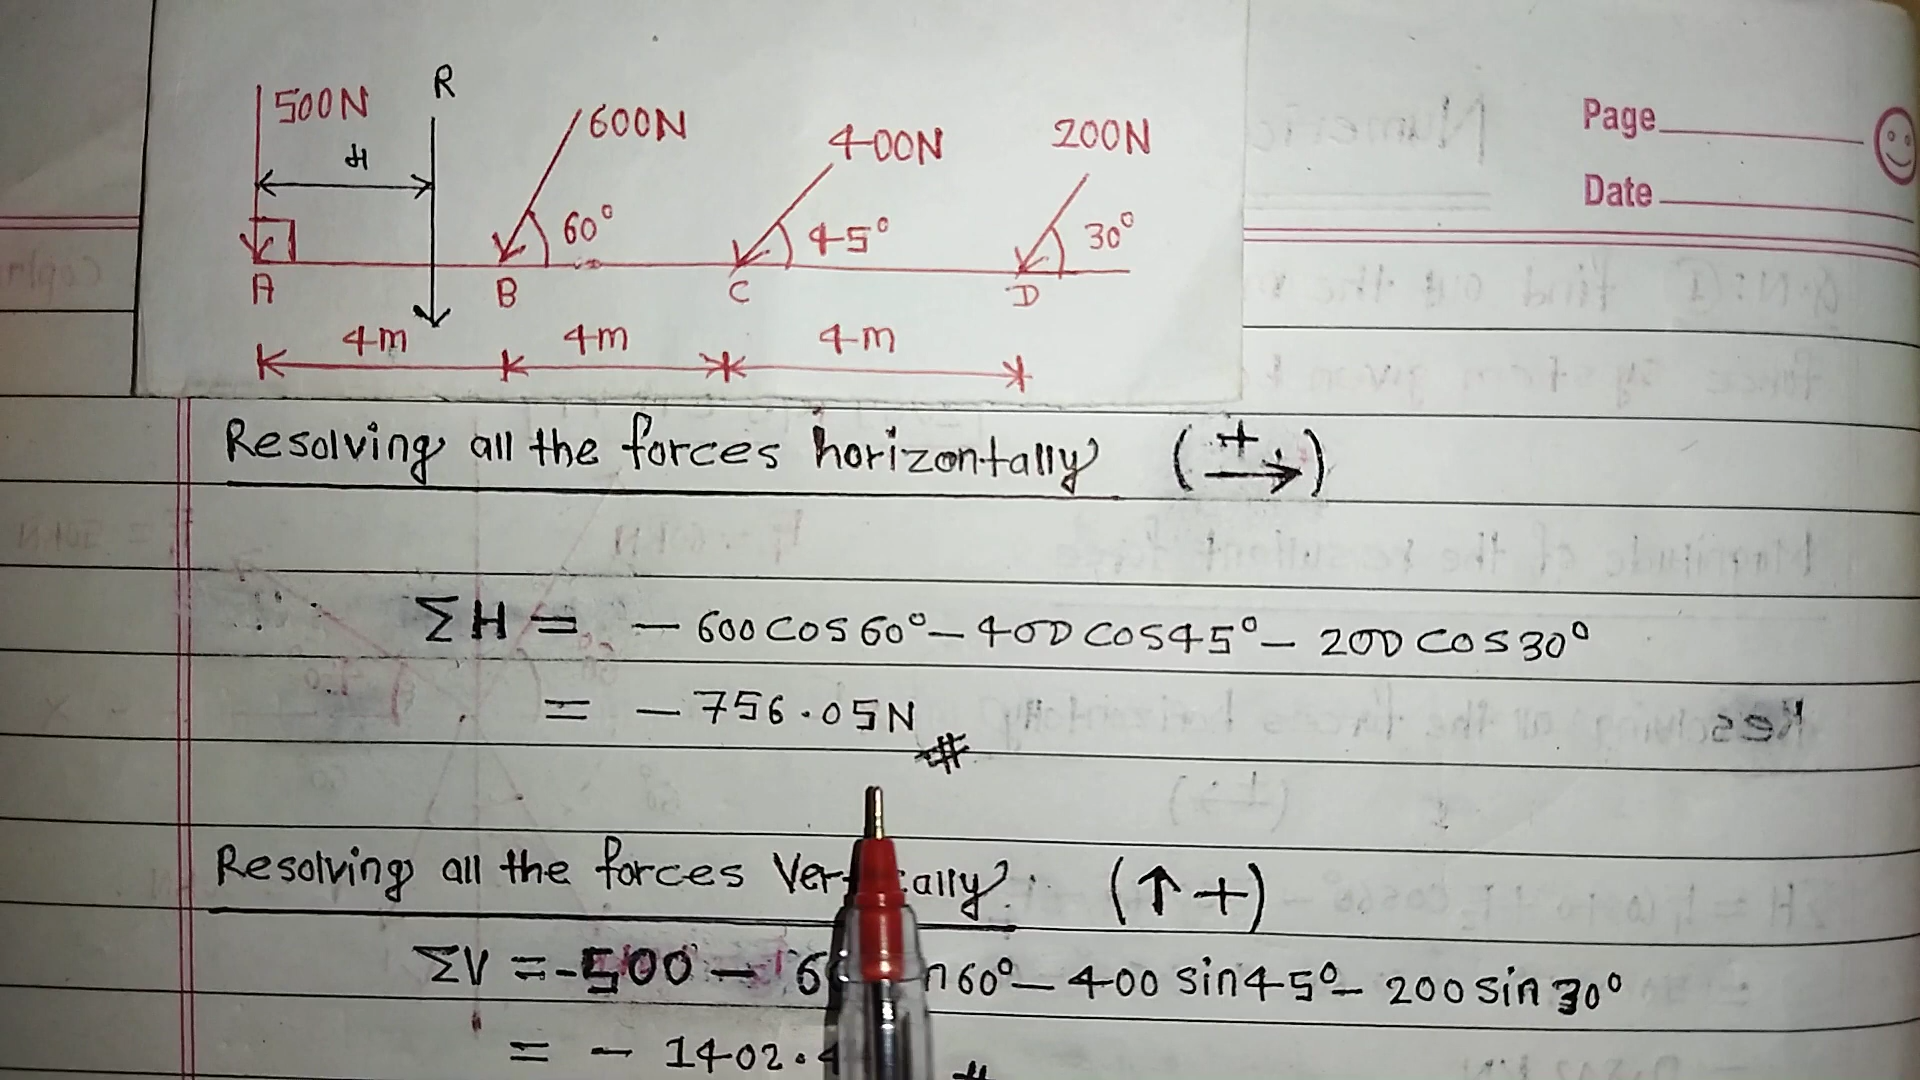 500N
R
600N
400N
200N
x
60°
45°
30°
A
B
C
D
4m
4m
4m
Page
Date
Resolving all the forces horizontally (+→)
∴ ΣH = - 600 cos 60° - 400 cos 45° - 200 cos 30°
= - 756.05N
#
Resolving all the forces (↑+)
ΣV = -500 - 60° - 400 sin 45° - 200 sin 30°
= - 1402.4